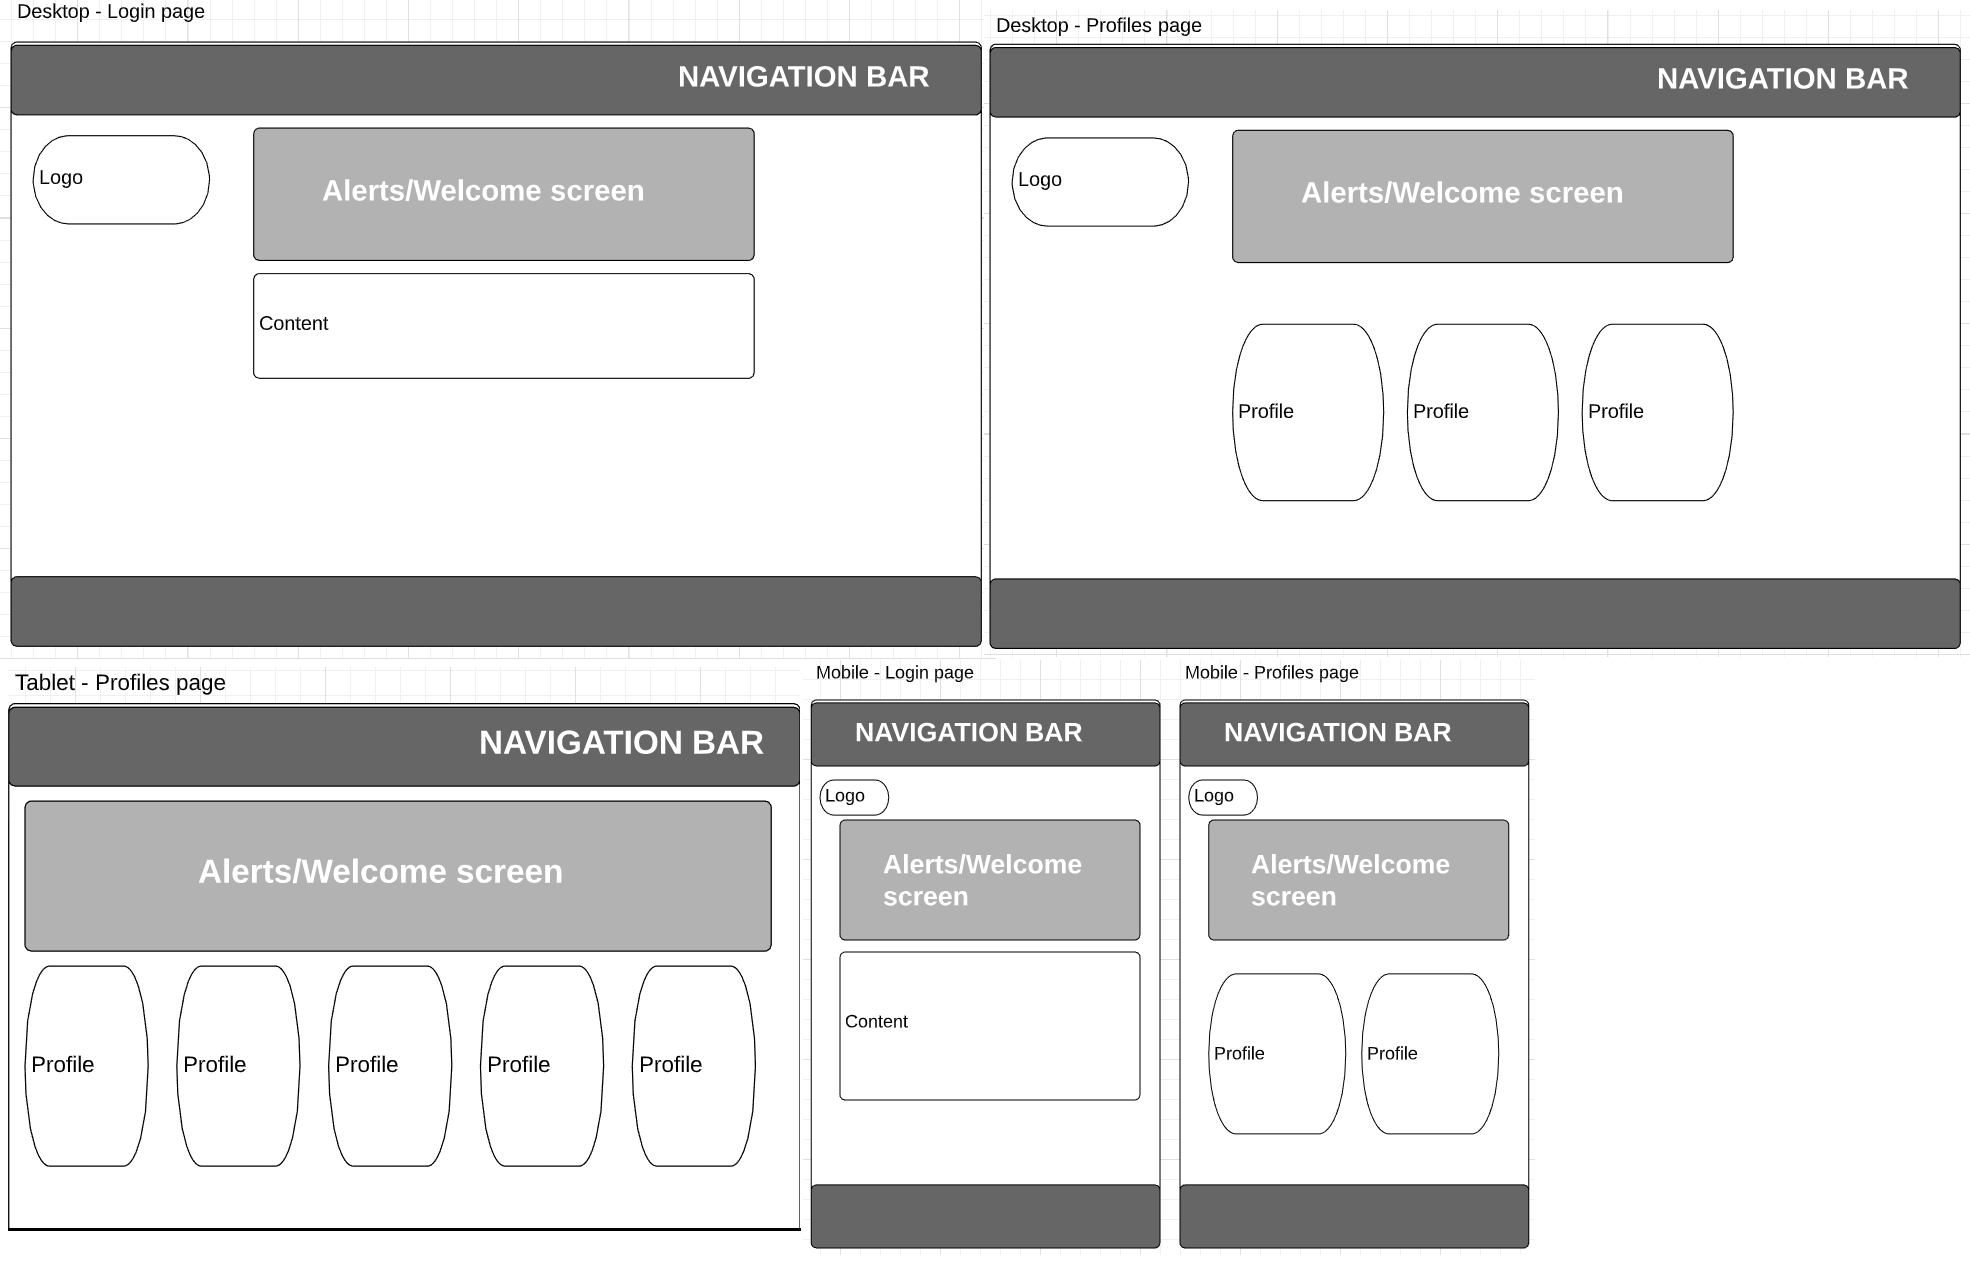 Desktop - Login page
NAVIGATION BAR
Logo
Alerts/Welcome screen
Content
Desktop - Profiles page
NAVIGATION BAR
Logo
Alerts/Welcome screen
Profile
Profile
Profile
Tablet - Profiles page
NAVIGATION BAR
Alerts/Welcome screen
Profile
Profile
Profile
Profile
Profile
Mobile - Login page
NAVIGATION BAR
Logo
Alerts/Welcome
screen
Content
Mobile - Profiles page
NAVIGATION BAR
Logo
Alerts/Welcome
screen
Profile
Profile